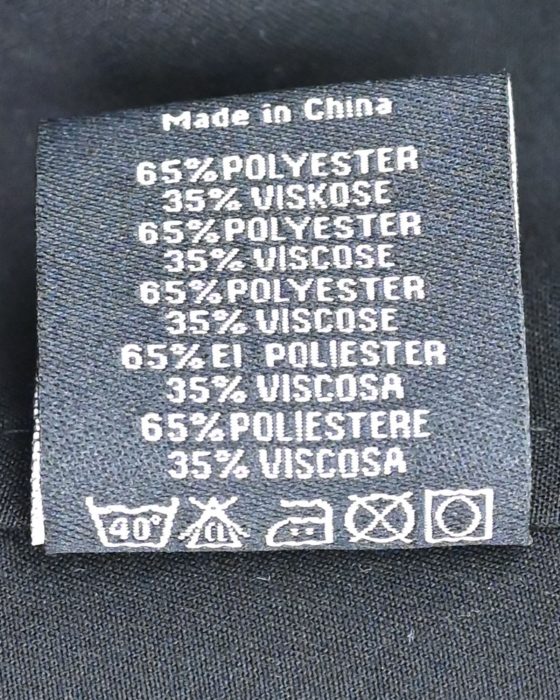 Made in China
65% POLYESTER
35% VISKOSE
65% POLYESTER
35% VISCOSE
65% POLYESTER
35% VISCOSE
65% El POLIESTER
35% VISCOSA
65% POLIESTERE
35% VISCOSA
40°